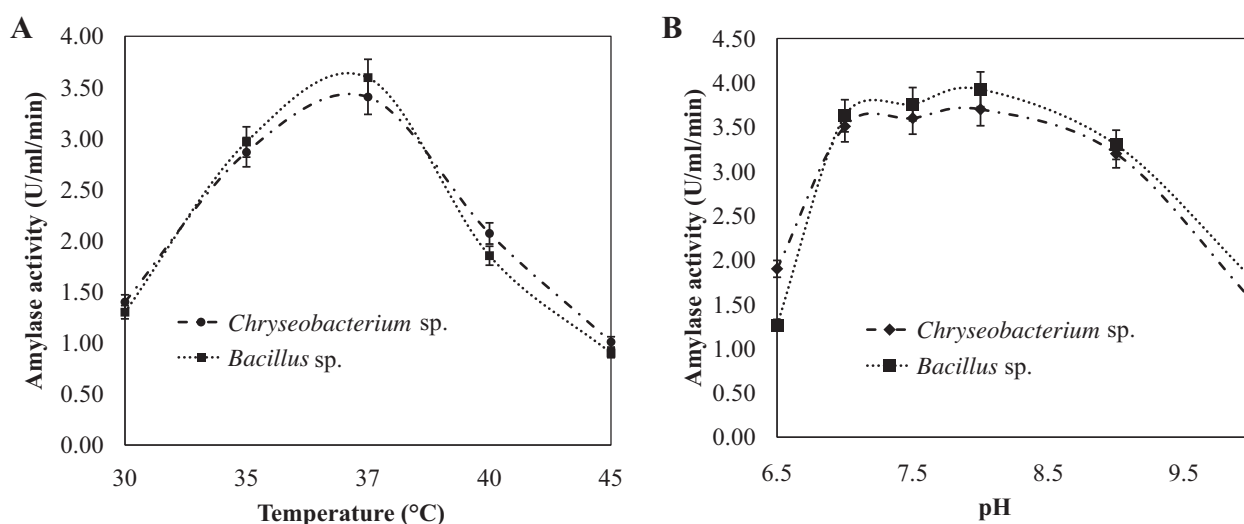 A
Amylase activity (U/ml/min)
4.00
3.50
3.00
2.50
2.00
1.50
1.00
0.50
0.00
30 35 37 40 45
Temperature (°C)
Chryseobacterium sp.
Bacillus sp.
B
Amylase activity (U/ml/min)
4.50
4.00
3.50
3.00
2.50
2.00
1.50
1.00
0.50
0.00
6.5 7.5 8.5 9.5
pH
Chryseobacterium sp.
Bacillus sp.